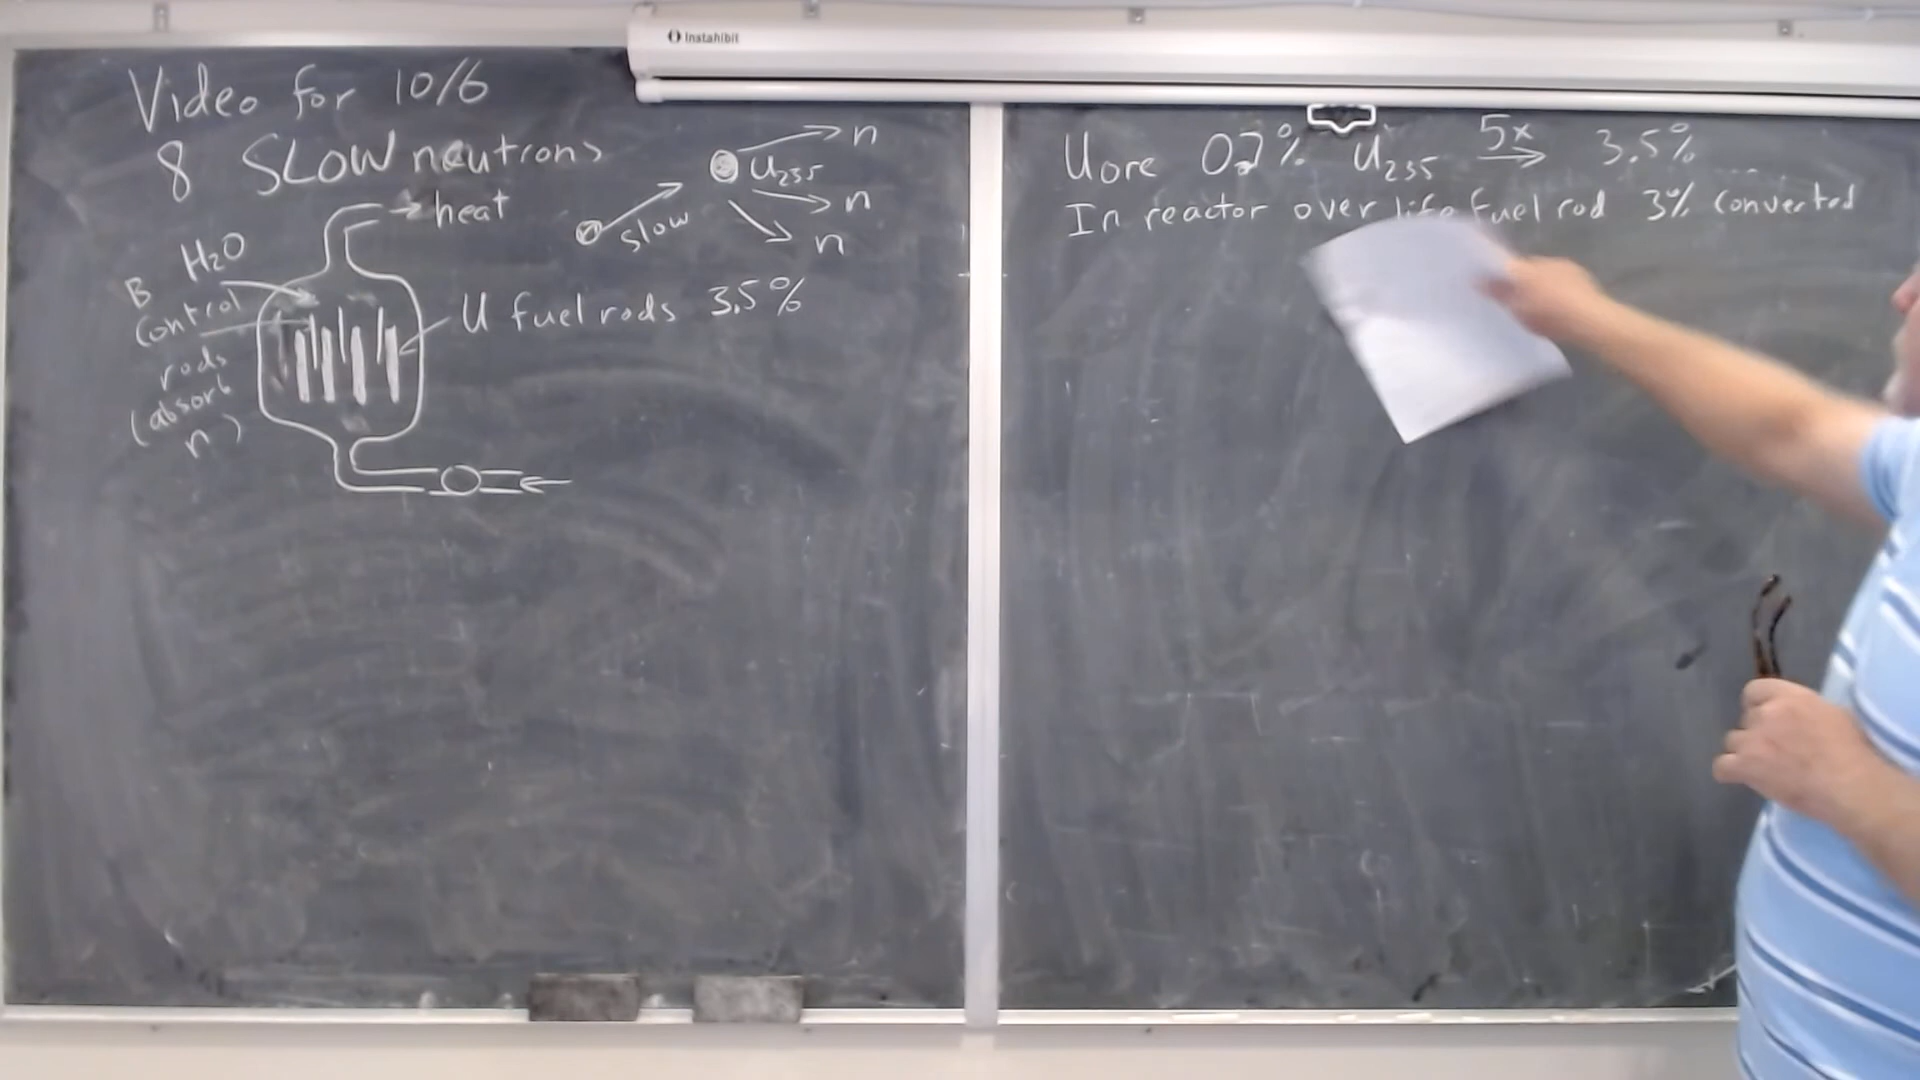 Instahibit
Video for 10/6
8 SLOW neutrons
heat
H₂O
B
control
rods
(absorb
n)
U fuel rods 3.5%
n
slow
U₂₃₅
n
n
n
U ore 0.7% U₂₃₅ 5x → 3.5%
In reactor over life fuel rod 3% converted